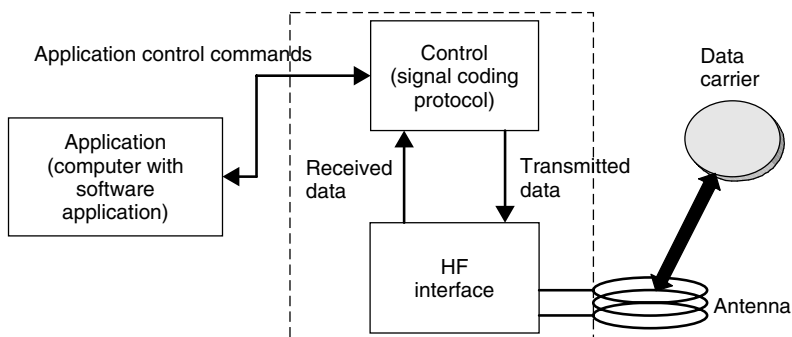 Application control commands
Control
(signal coding
protocol)
Data
carrier
Application
(computer with
software
application)
Received
data
Transmitted
data
HF
interface
Antenna